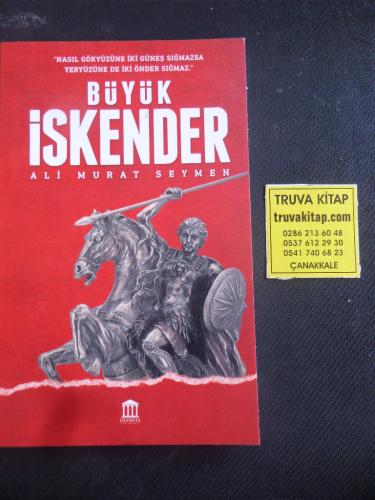 "NASIL GÖKYÜZÜNE İKİ GÜNEŞ SIĞMAZSA
YERYÜZÜNE DE İKİ ÖNDER SIĞMAZ."
BÜYÜK
İSKENDER
ALİ MURAT SEYMEN
OLYMPIA
TRUVA KİTAP
truvakitap.com
0286 213 60 48
0537 612 29 30
0541 740 68 23
ÇANAKKALE